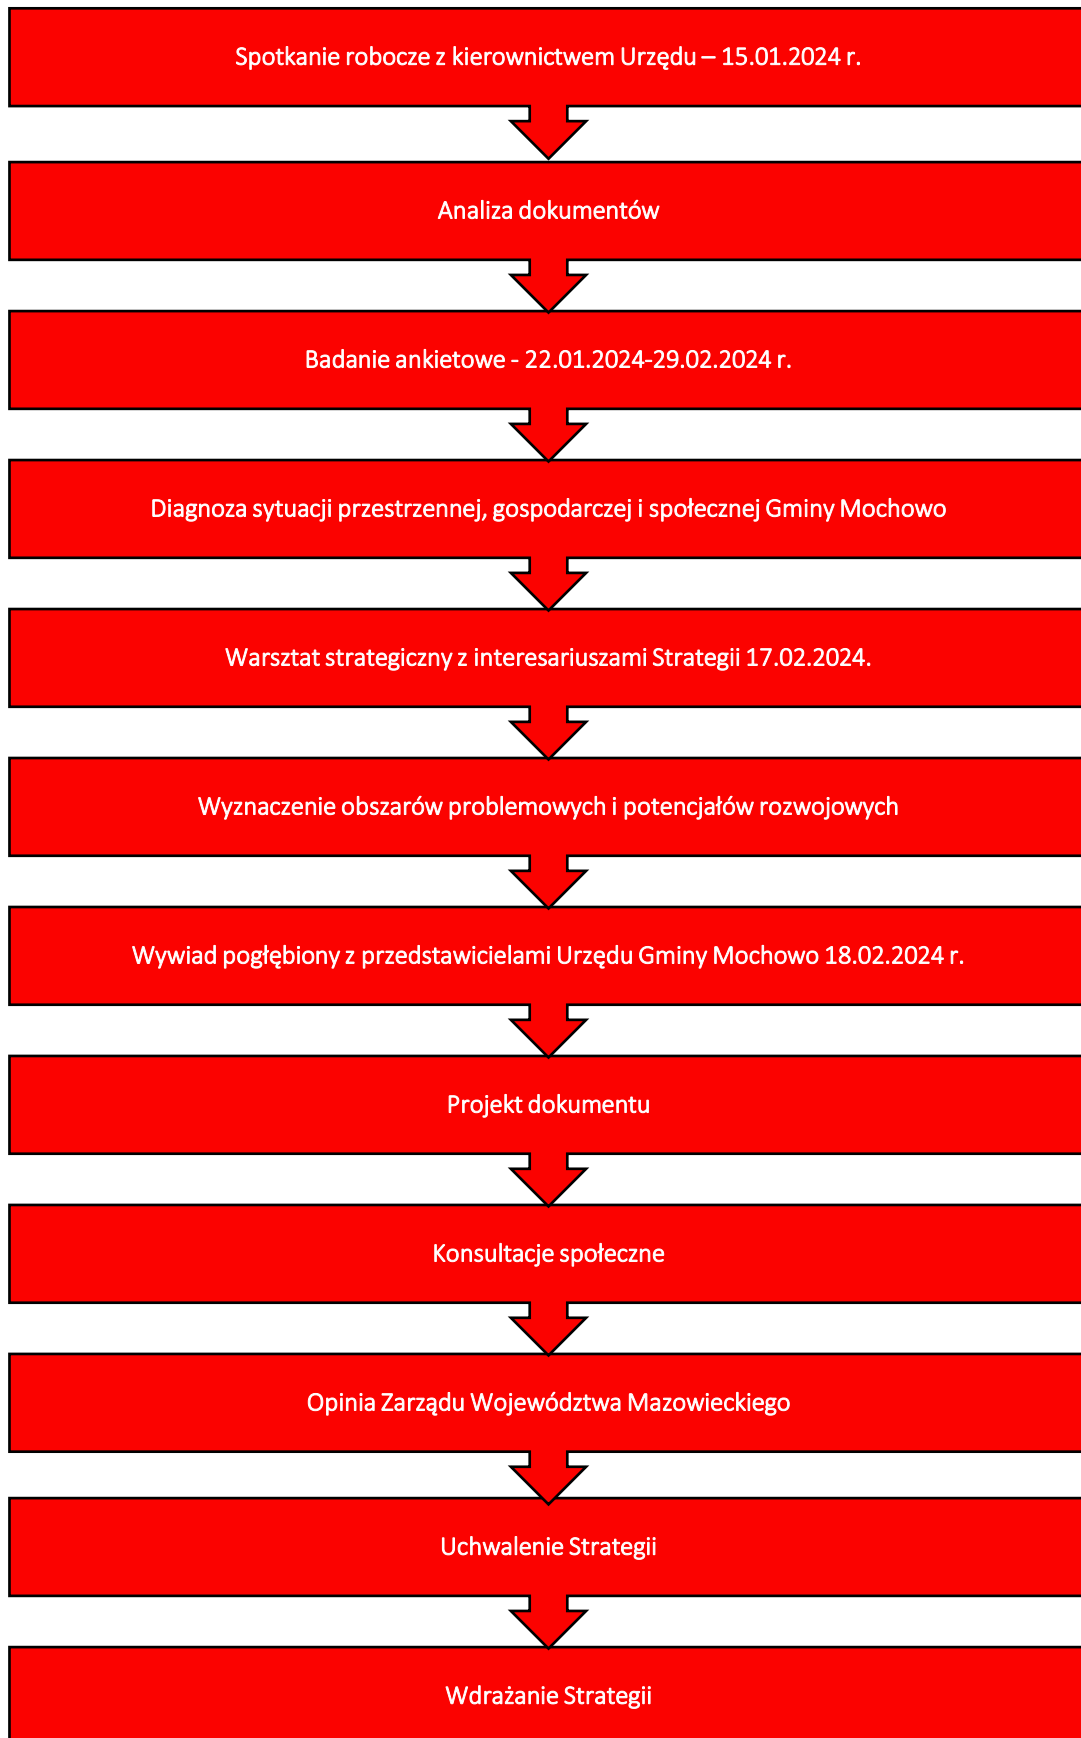 Spotkanie robocze z kierownictwem Urzędu – 15.01.2024 r.
Analiza dokumentów
Badanie ankietowe - 22.01.2024-29.02.2024 r.
Diagnoza sytuacji przestrzennej, gospodarczej i społecznej Gminy Mochowo
Warsztat strategiczny z interesariuszami Strategii 17.02.2024.
Wyznaczenie obszarów problemowych i potencjałów rozwojowych
Wywiad pogłębiony z przedstawicielami Urzędu Gminy Mochowo 18.02.2024 r.
Projekt dokumentu
Konsultacje społeczne
Opinia Zarządu Województwa Mazowieckiego
Uchwalenie Strategii
Wdrażanie Strategii